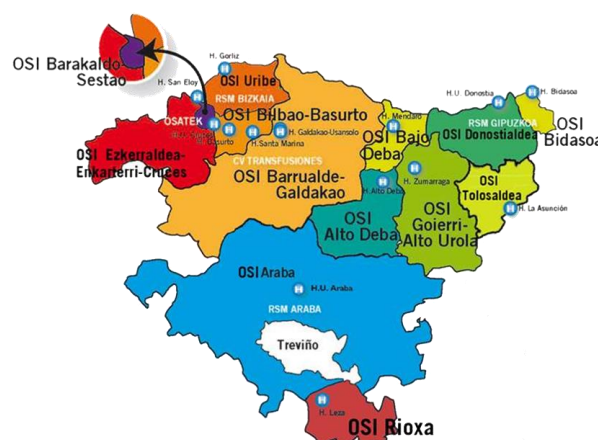 H. Gorliz
OSI Barakaldo-
Sestao
H. San Eloy
OSI Uribe
RSM BIZKAIA
H.U. Donostia
H. Bidasoa
OSATEK
OSI Bilbao-Basurto
H. Mendaro
RSM GIPUZKOA
OSI Donostialdea
OSI
Bidasoa
H. Galdakao-Usansolo
H.Santa Marina
OSI Bajo
Deba
OSI Ezkerraldea-
Enkarterri-Cruces
CV TRANSFUSIONES
OSI Barrualde-
Galdakao
H. Zumarraga
H.Alto Deba
OSI
Tolosaldea
OSI
Alto Deba
OSI
Goierri-
Alto Urola
H. La Asunción
OSI Araba
H.U. Araba
RSM ARABA
Treviño
H. Leza
OSI Rioxa